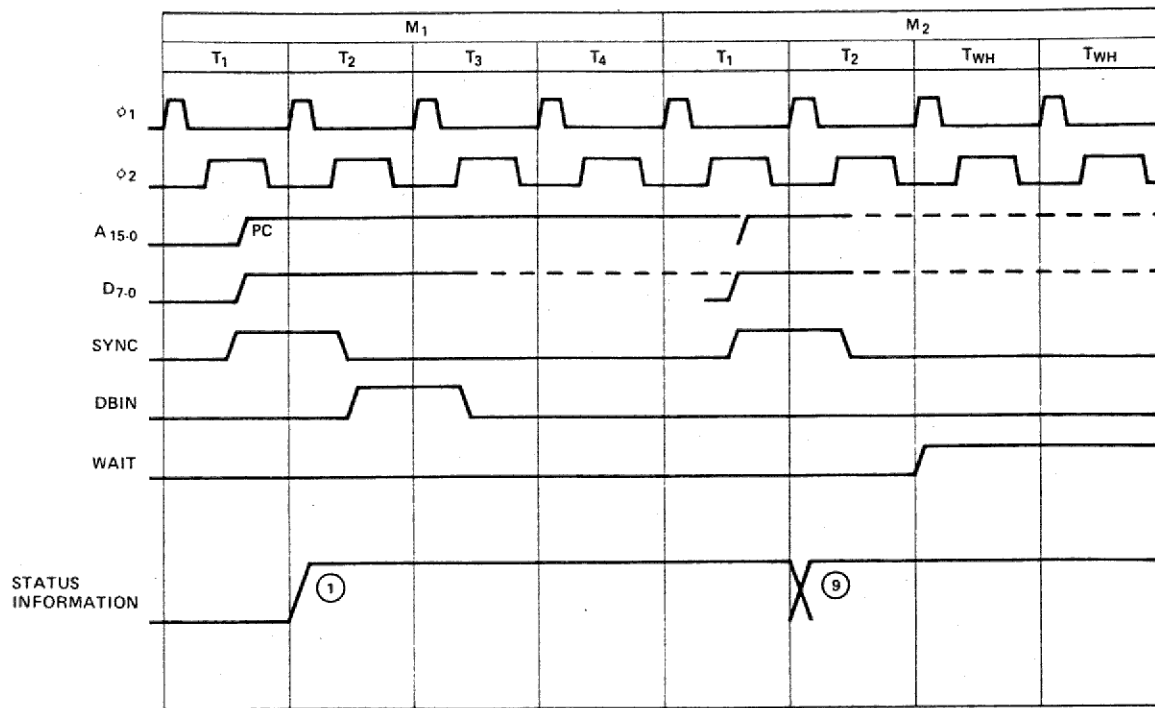 M1 M2
T1 T2 T3 T4 T1 T2 TWH TWH
φ1
φ2
A15-0 PC
D7-0
SYNC
DBIN
WAIT
STATUS
INFORMATION
1 9